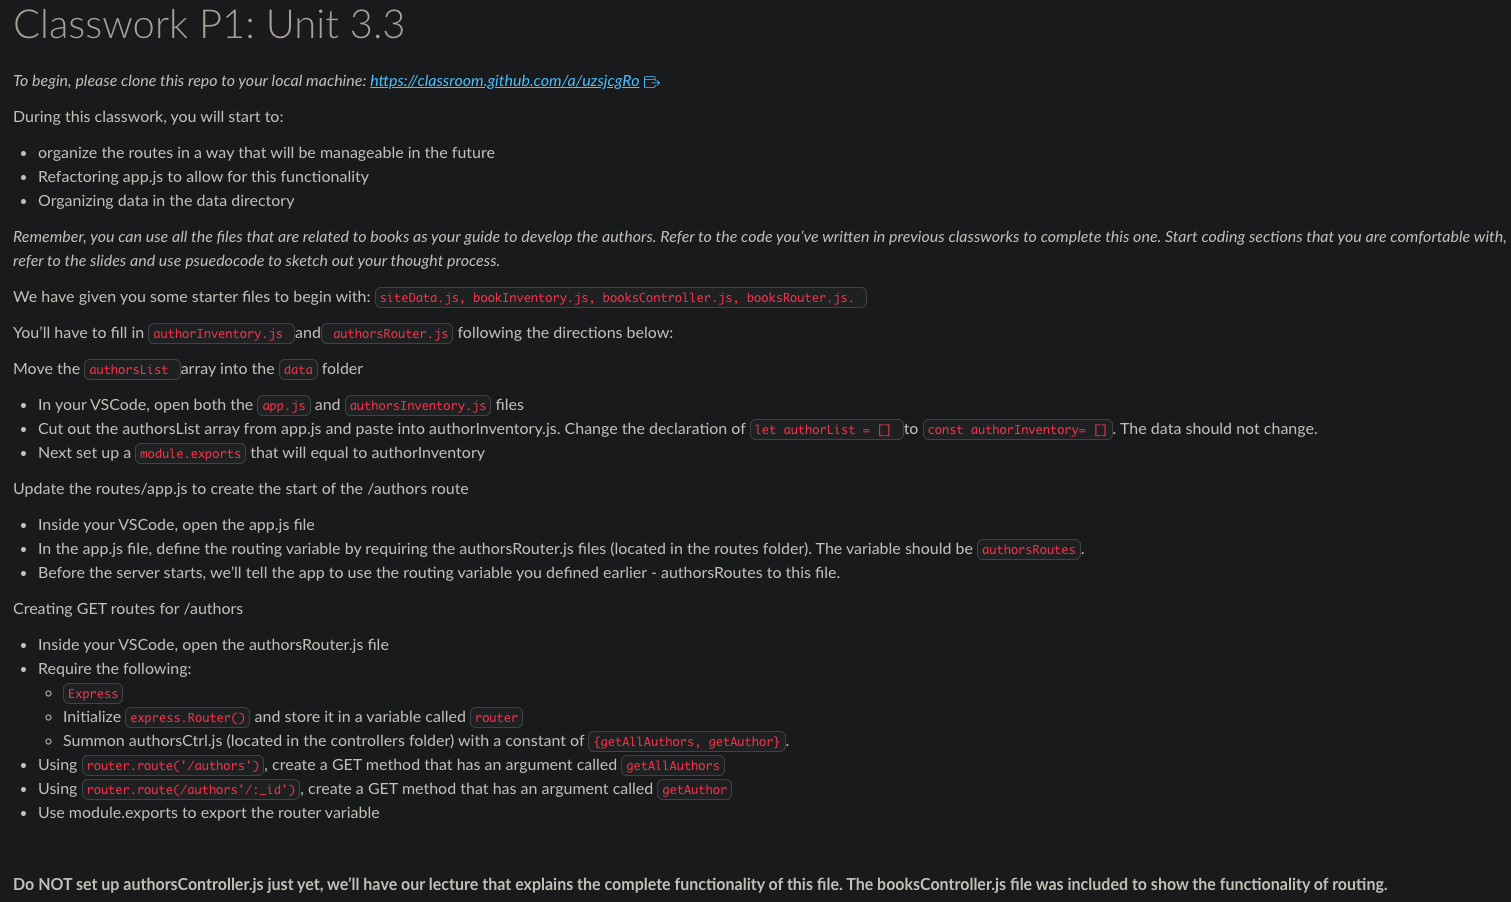 Classwork P1: Unit 3.3
To begin, please clone this repo to your local machine: https://classroom.github.com/a/uzsjcgRo
During this classwork, you will start to:
organize the routes in a way that will be manageable in the future
Refactoring app.js to allow for this functionality
Organizing data in the data directory
Remember, you can use all the files that are related to books as your guide to develop the authors. Refer to the code you've written in previous classworks to complete this one. Start coding sections that you are comfortable with,
refer to the slides and use psuedocode to sketch out your thought process.
We have given you some starter files to begin with: siteData.js, bookInventory.js, booksController.js, booksRouter.js.
You'll have to fill in authorInventory.js and authorsRouter.js following the directions below:
Move the authorsList array into the data folder
In your VSCode, open both the app.js and authorsInventory.js files
Cut out the authorsList array from app.js and paste into authorInventory.js. Change the declaration of let authorList = [] to const authorInventory= []. The data should not change.
Next set up a module.exports that will equal to authorInventory
Update the routes/app.js to create the start of the /authors route
Inside your VSCode, open the app.js file
In the app.js file, define the routing variable by requiring the authorsRouter.js files (located in the routes folder). The variable should be authorsRoutes.
Before the server starts, we'll tell the app to use the routing variable you defined earlier - authorsRoutes to this file.
Creating GET routes for /authors
Inside your VSCode, open the authorsRouter.js file
Require the following:
Express
Initialize express.Router() and store it in a variable called router
Summon authorsCtrl.js (located in the controllers folder) with a constant of {getAllAuthors, getAuthor}.
Using router.route('/authors'), create a GET method that has an argument called getAllAuthors
Using router.route(/authors'/:_id'), create a GET method that has an argument called getAuthor
Use module.exports to export the router variable
Do NOT set up authorsController.js just yet, we'll have our lecture that explains the complete functionality of this file. The booksController.js file was included to show the functionality of routing.